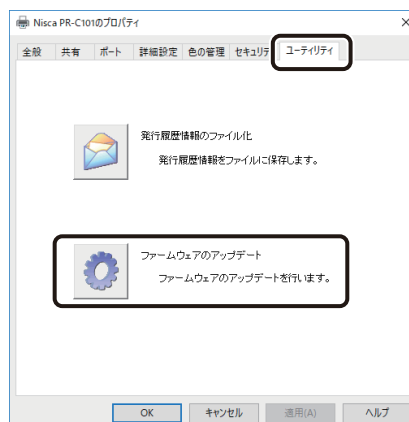 Nisca PR-C101のプロパティ
全般 共有 ポート 詳細設定 色の管理 セキュリティ ユーティリティ
発行履歴情報のファイル化
発行履歴情報をファイルに保存します。
ファームウェアのアップデート
ファームウェアのアップデートを行います。
OK キャンセル 適用(A) ヘルプ